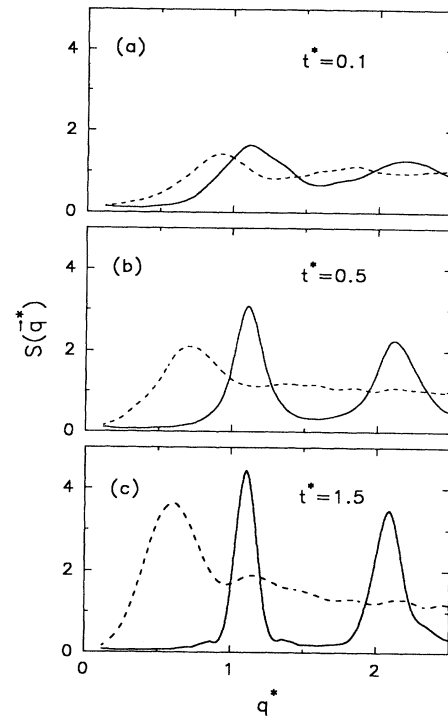 4
(a)
t* = 0.1
2
0
4
(b)
t* = 0.5
S(q⃗*)
2
0
4
(c)
t* = 1.5
2
0
0 1 2
q*